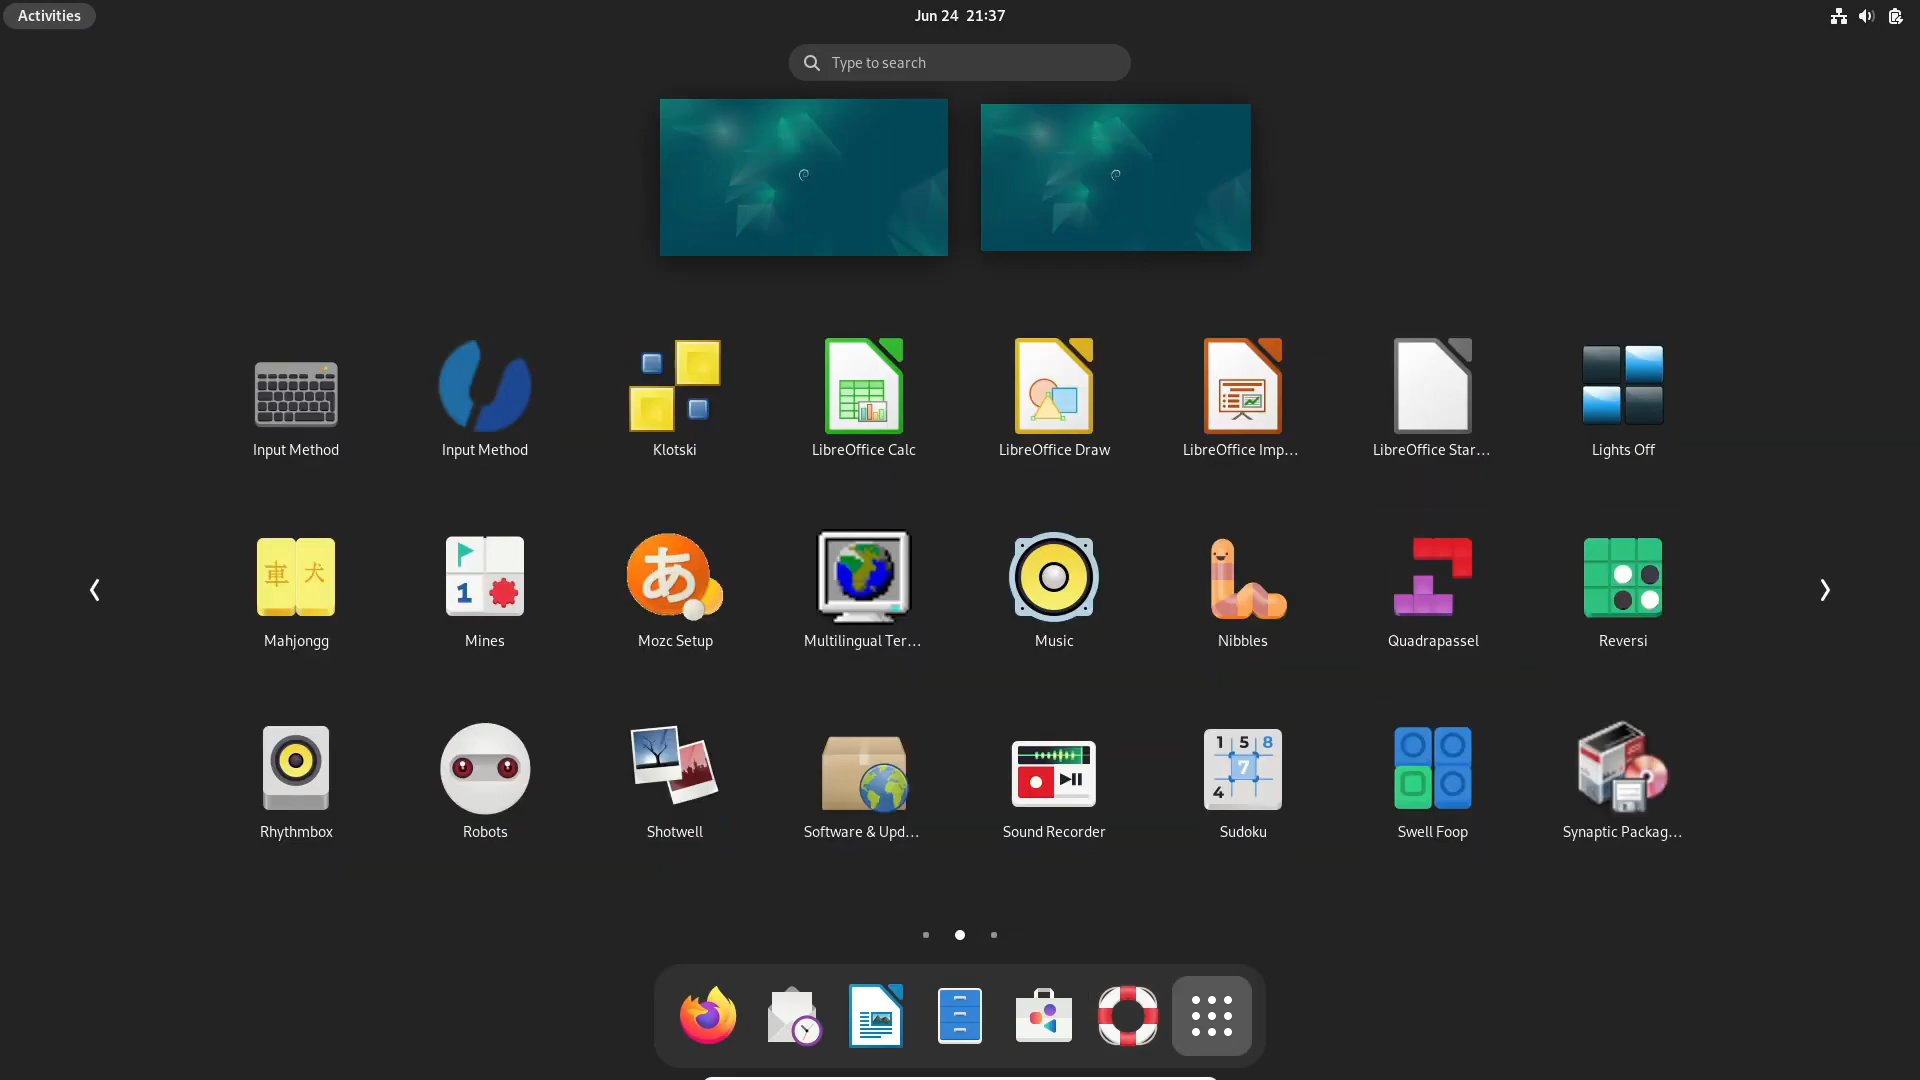 Activities
Jun 24 21:37
Type to search
Input Method
Input Method
Klotski
LibreOffice Calc
LibreOffice Draw
LibreOffice Imp...
LibreOffice Star...
Lights Off
車 犬
1
あ
Mahjongg
Mines
Mozc Setup
Multilingual Ter...
Music
Nibbles
Quadrapassel
Reversi
1 5 8
7
4
Rhythmbox
Robots
Shotwell
Software & Upd...
Sound Recorder
Sudoku
Swell Foop
Synaptic Packag...